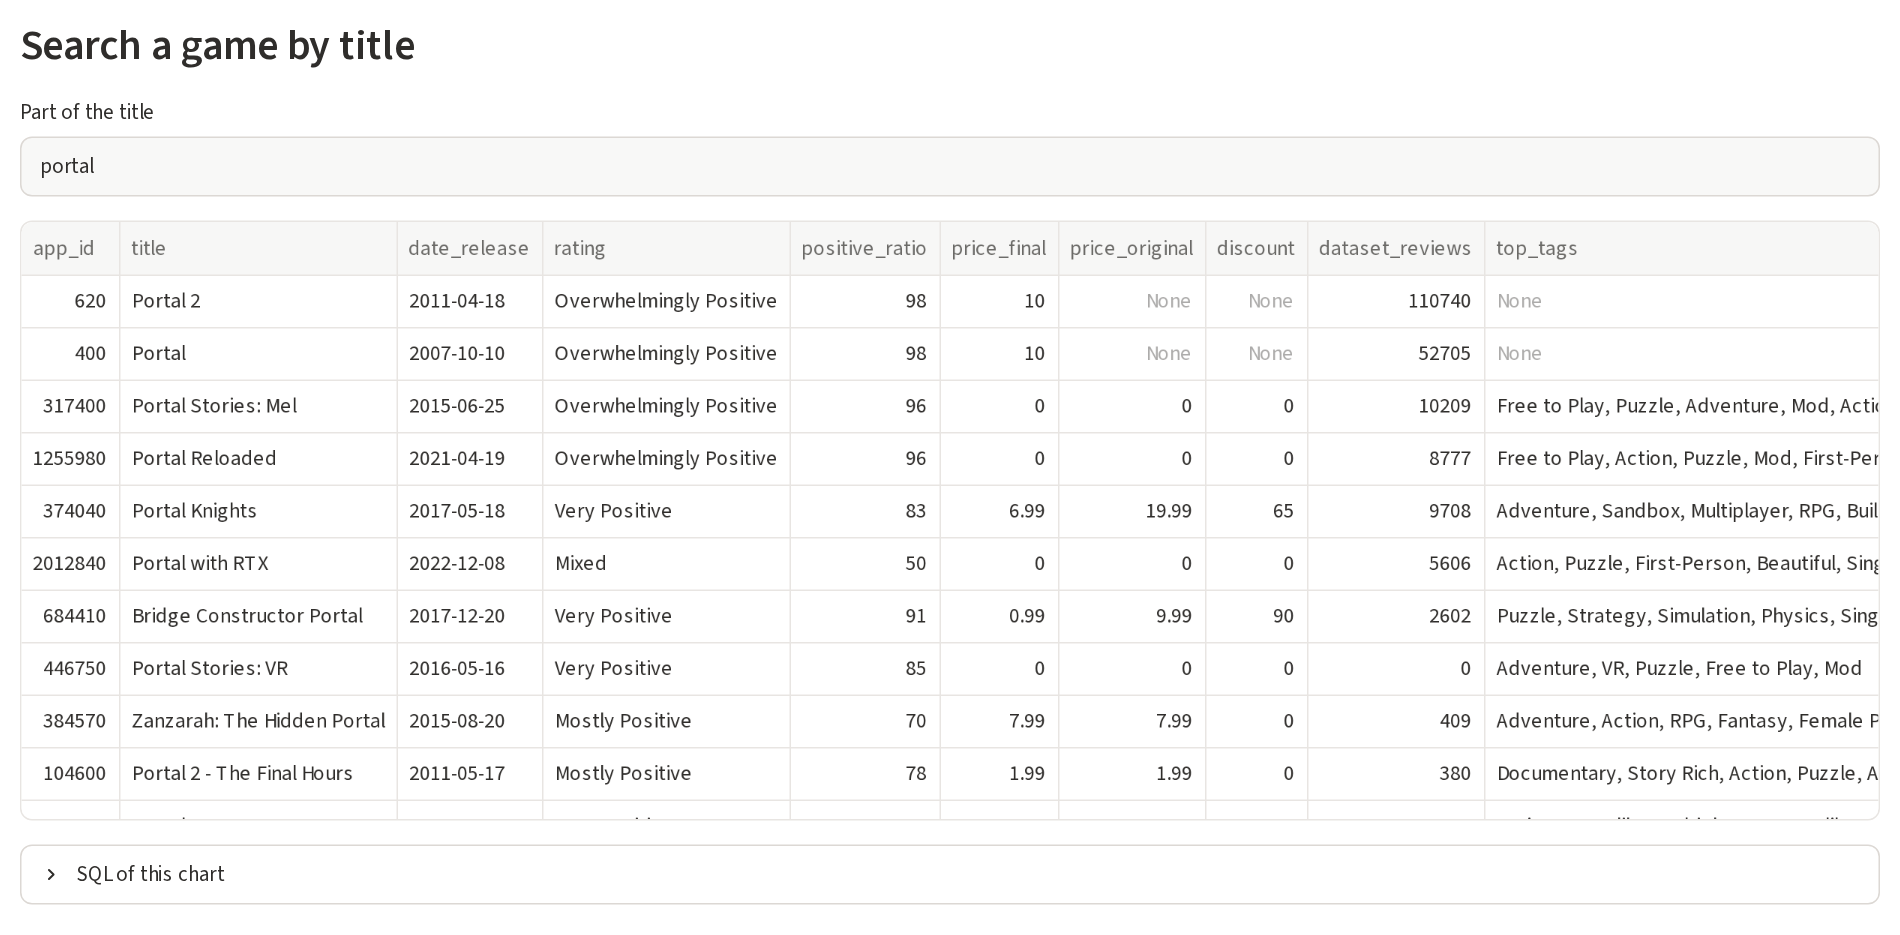 Search a game by title
Part of the title
portal
app_id title date_release rating positive_ratio price_final price_original discount dataset_reviews top_tags
620 Portal 2 2011-04-18 Overwhelmingly Positive 98 10 None None 110740 None
400 Portal 2007-10-10 Overwhelmingly Positive 98 10 None None 52705 None
317400 Portal Stories: Mel 2015-06-25 Overwhelmingly Positive 96 0 0 0 10209 Free to Play, Puzzle, Adventure, Mod, Actio
1255980 Portal Reloaded 2021-04-19 Overwhelmingly Positive 96 0 0 0 8777 Free to Play, Action, Puzzle, Mod, First-Per
374040 Portal Knights 2017-05-18 Very Positive 83 6.99 19.99 65 9708 Adventure, Sandbox, Multiplayer, RPG, Buil
2012840 Portal with RTX 2022-12-08 Mixed 50 0 0 0 5606 Action, Puzzle, First-Person, Beautiful, Sing
684410 Bridge Constructor Portal 2017-12-20 Very Positive 91 0.99 9.99 90 2602 Puzzle, Strategy, Simulation, Physics, Sing
446750 Portal Stories: VR 2016-05-16 Very Positive 85 0 0 0 0 Adventure, VR, Puzzle, Free to Play, Mod
384570 Zanzarah: The Hidden Portal 2015-08-20 Mostly Positive 70 7.99 7.99 0 409 Adventure, Action, RPG, Fantasy, Female P
104600 Portal 2 - The Final Hours 2011-05-17 Mostly Positive 78 1.99 1.99 0 380 Documentary, Story Rich, Action, Puzzle, A
SQL of this chart